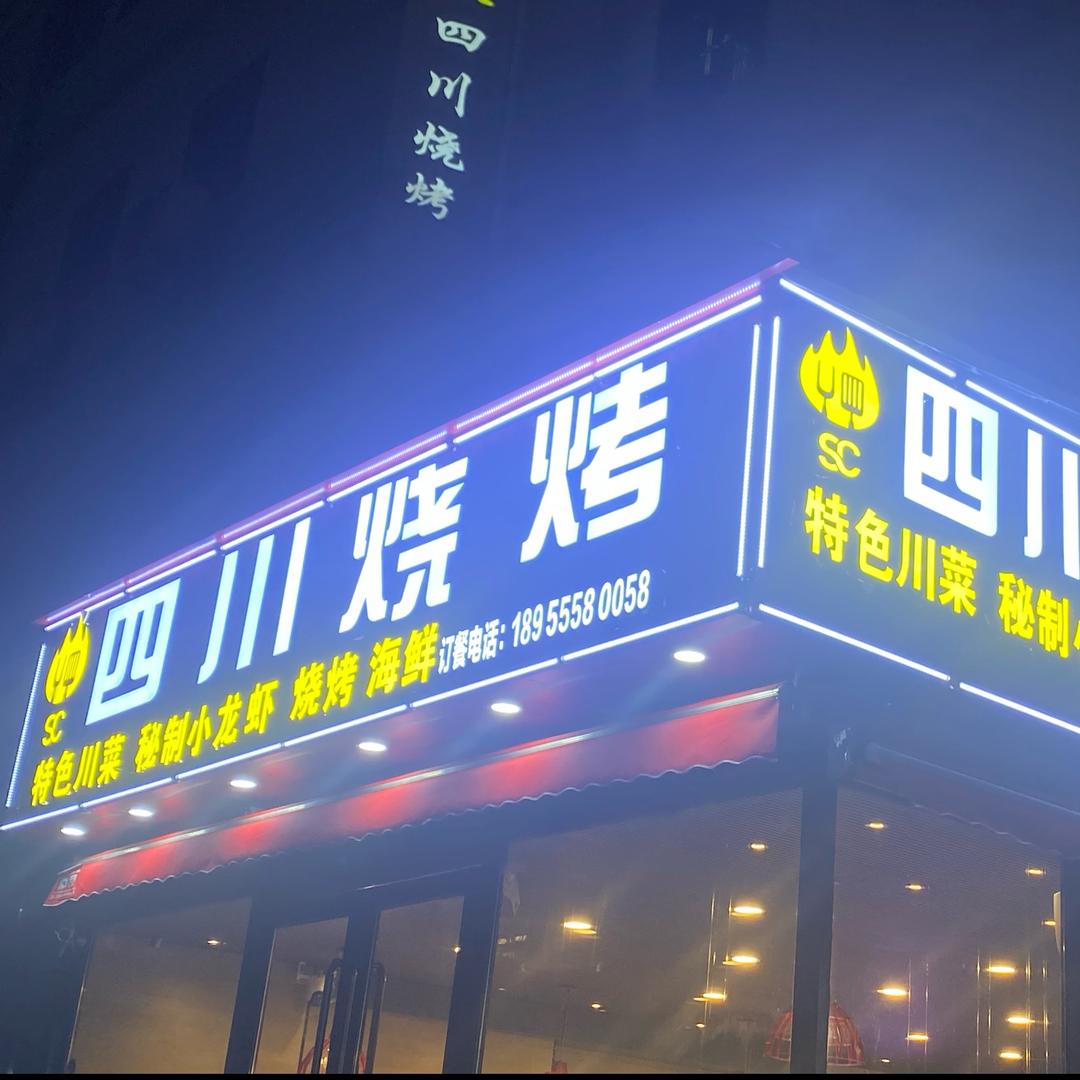 四川烧烤
四川烧烤
SC
特色川菜 秘制小龙虾 烧烤 海鲜
订餐电话：189 5558 0058
四川
SC
特色川菜 秘制